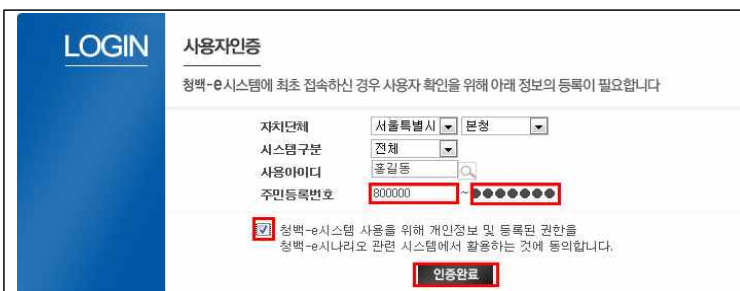 LOGIN
사용자인증
청백-e시스템에 최초 접속하신 경우 사용자 확인을 위해 아래 정보의 등록이 필요합니다
자치단체 서울특별시 본청
시스템구분 전체
사용아이디 홍길동
주민등록번호 800000 ~ ●●●●●●●
청백-e시스템 사용을 위해 개인정보 및 등록된 권한을
청백-e시나리오 관련 시스템에서 활용하는 것에 동의합니다.
인증완료